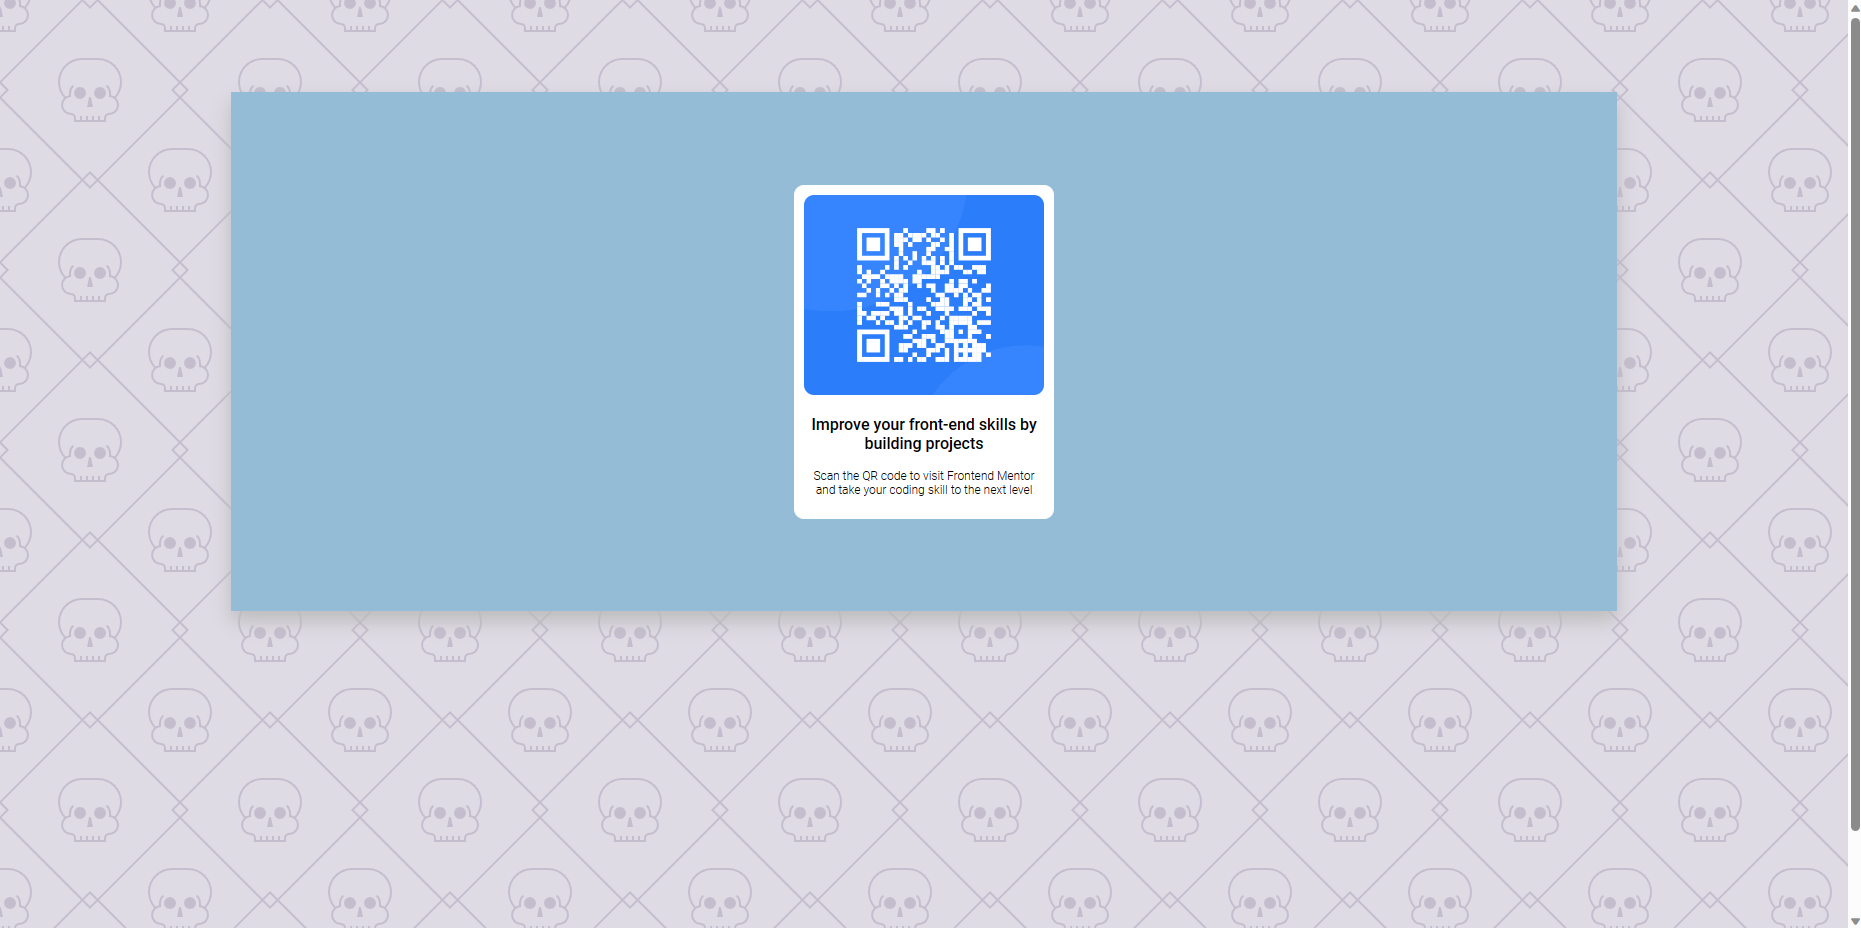 Improve your front-end skills by
building projects
Scan the QR code to visit Frontend Mentor
and take your coding skill to the next level